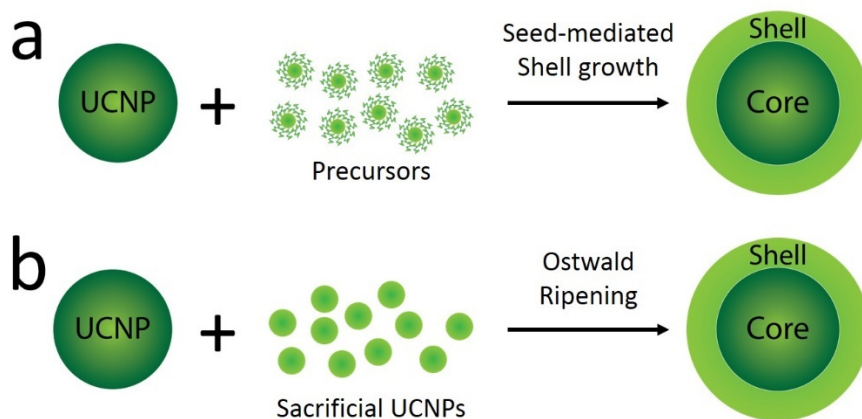 a
UCNP
+
Precursors
Seed-mediated
Shell growth
Shell
Core
b
UCNP
+
Sacrificial UCNPs
Ostwald
Ripening
Shell
Core